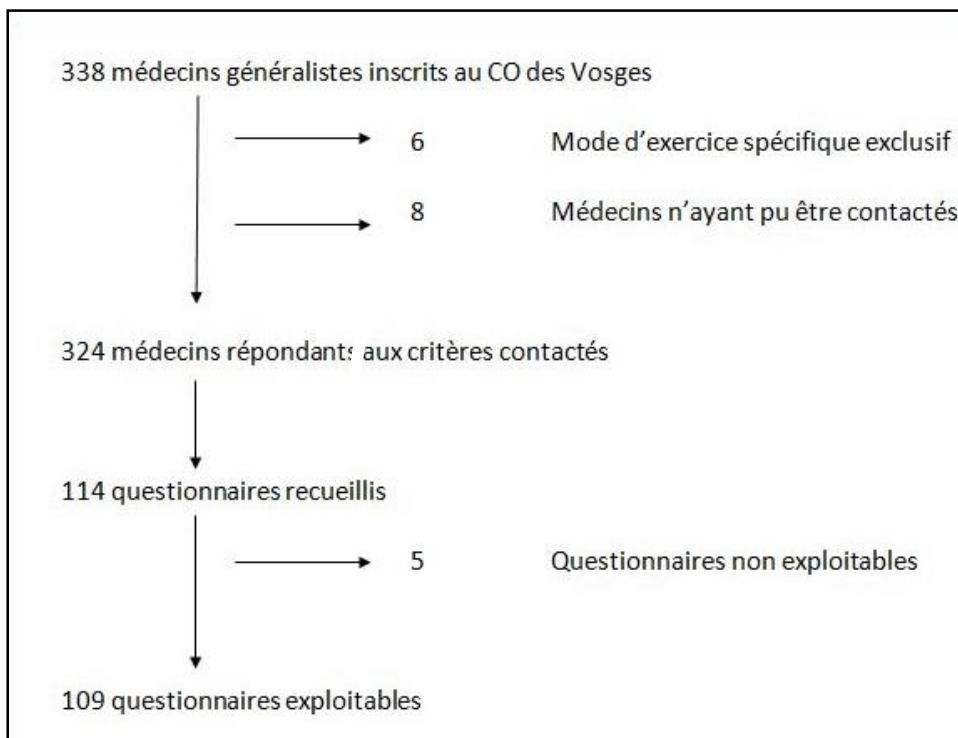 338 médecins généralistes inscrits au CO des Vosges
6 Mode d'exercice spécifique exclusif
8 Médecins n'ayant pu être contactés
324 médecins répondants aux critères contactés
114 questionnaires recueillis
5 Questionnaires non exploitables
109 questionnaires exploitables